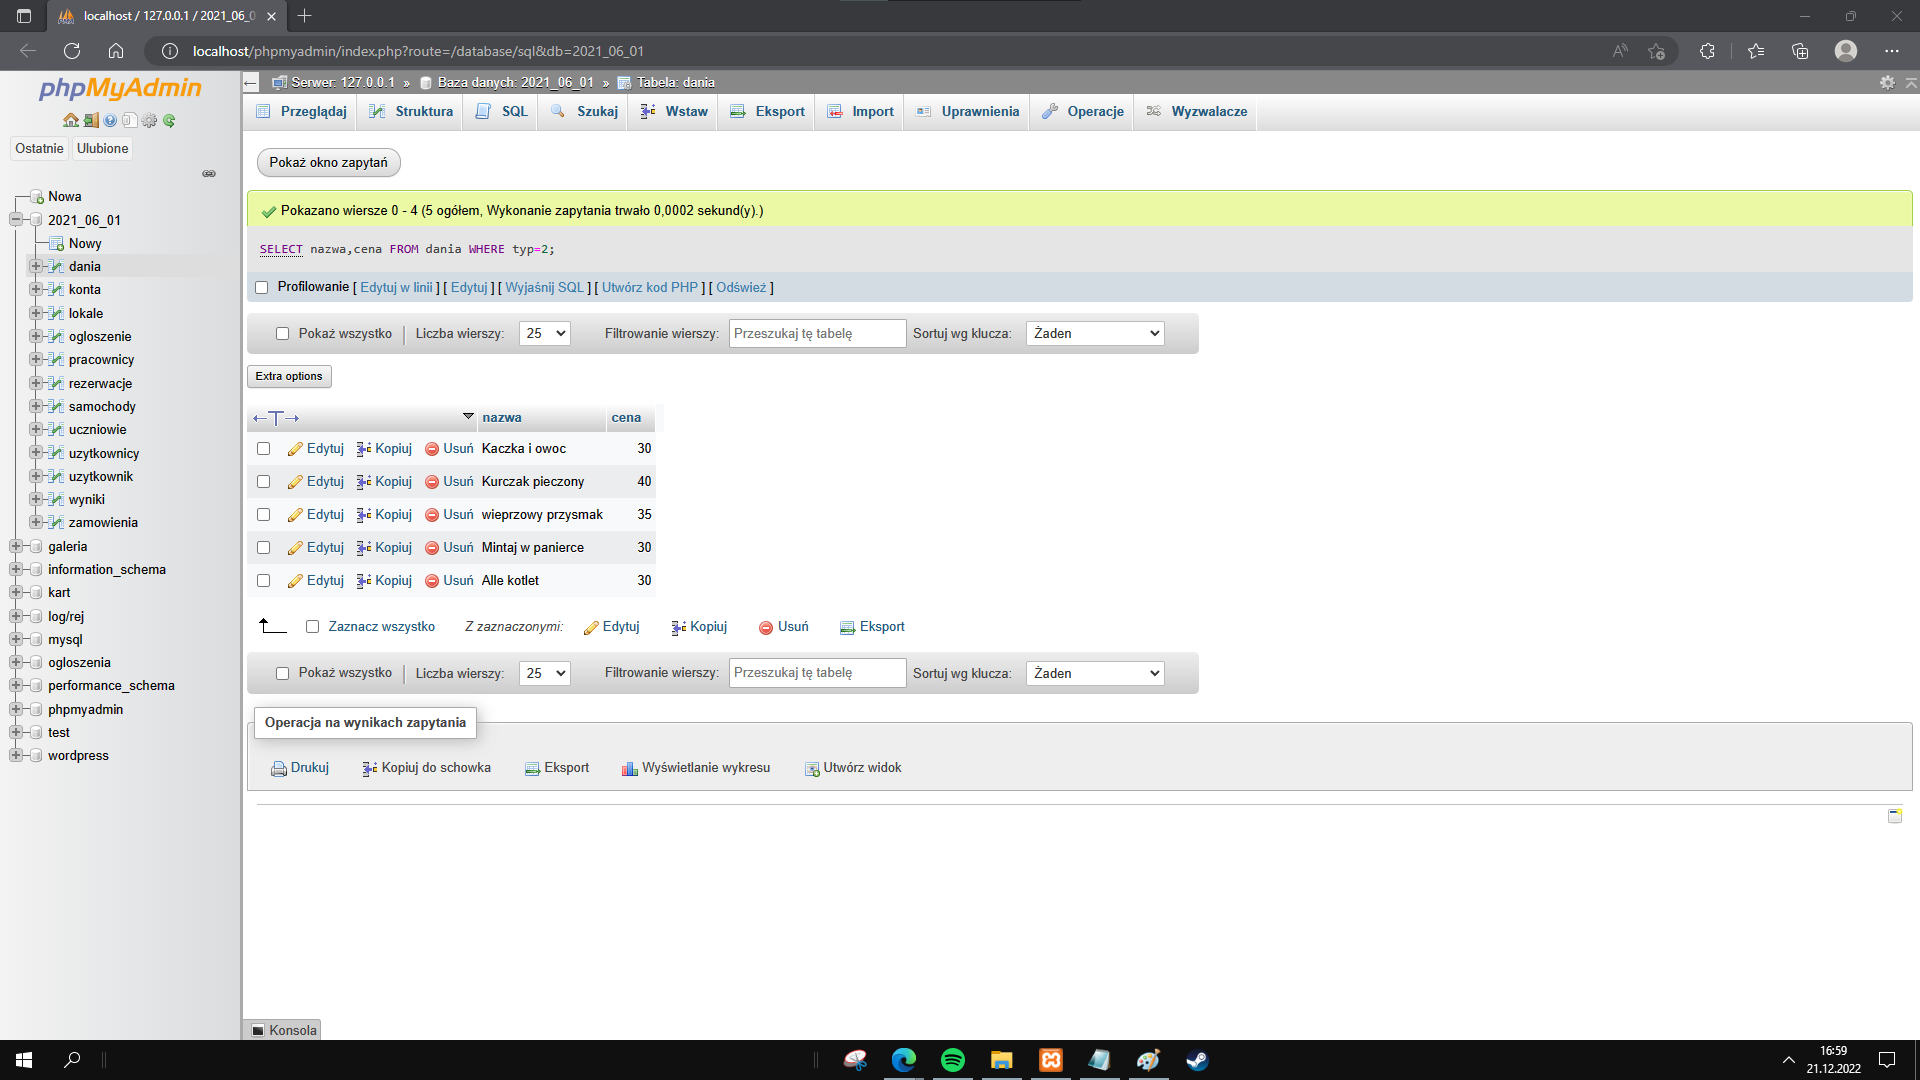 localhost / 127.0.0.1 / 2021_06_0
localhost/phpmyadmin/index.php?route=/database/sql&db=2021_06_01
phpMyAdmin
Ostatnie
Ulubione
Nowa
2021_06_01
Nowy
dania
konta
lokale
ogloszenie
pracownicy
rezerwacje
samochody
uczniowie
uzytkownicy
uzytkownik
wyniki
zamowienia
galeria
information_schema
kart
log/rej
mysql
ogloszenia
performance_schema
phpmyadmin
test
wordpress
Serwer: 127.0.0.1 » Baza danych: 2021_06_01 » Tabela: dania
Przeglądaj Struktura SQL Szukaj Wstaw Eksport Import Uprawnienia Operacje Wyzwalacze
Pokaż okno zapytań
Pokazano wiersze 0 - 4 (5 ogółem, Wykonanie zapytania trwało 0,0002 sekund(y).)
SELECT nazwa,cena FROM dania WHERE typ=2;
Profilowanie [ Edytuj w linii ] [ Edytuj ] [ Wyjaśnij SQL ] [ Utwórz kod PHP ] [ Odśwież ]
Pokaż wszystko Liczba wierszy: 25 Filtrowanie wierszy: Przeszukaj tę tabelę Sortuj wg klucza: Żaden
Extra options
nazwa cena
Edytuj Kopiuj Usuń Kaczka i owoc 30
Edytuj Kopiuj Usuń Kurczak pieczony 40
Edytuj Kopiuj Usuń wieprzowy przysmak 35
Edytuj Kopiuj Usuń Mintaj w panierce 30
Edytuj Kopiuj Usuń Alle kotlet 30
Zaznacz wszystko Z zaznaczonymi: Edytuj Kopiuj Usuń Eksport
Pokaż wszystko Liczba wierszy: 25 Filtrowanie wierszy: Przeszukaj tę tabelę Sortuj wg klucza: Żaden
Operacja na wynikach zapytania
Drukuj Kopiuj do schowka Eksport Wyświetlanie wykresu Utwórz widok
Konsola
16:59
21.12.2022